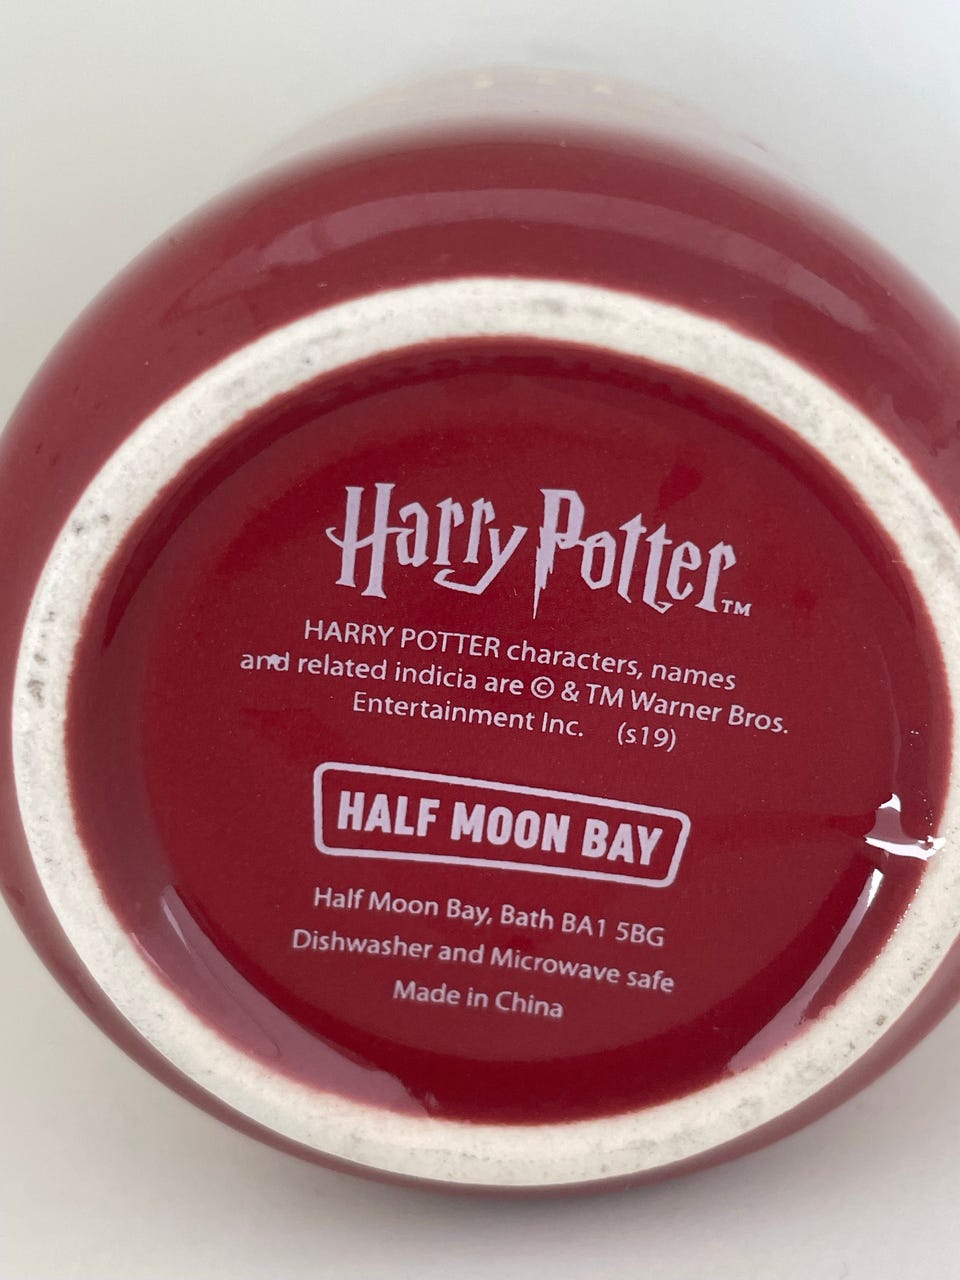 Harry Potter™
HARRY POTTER characters, names
and related indicia are © & TM Warner Bros.
Entertainment Inc. (s19)
HALF MOON BAY
Half Moon Bay, Bath BA1 5BG
Dishwasher and Microwave safe
Made in China